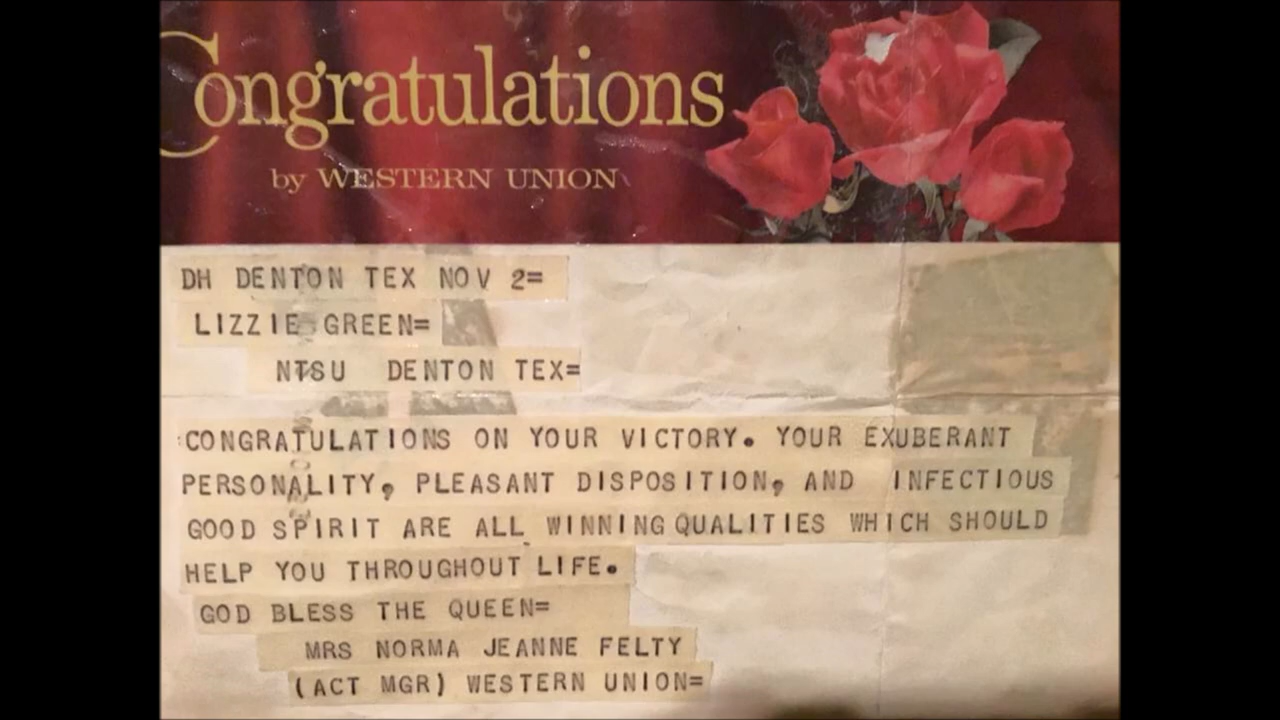 Congratulations
by WESTERN UNION
DH DENTON TEX NOV 2=
LIZZIE GREEN=
NTSU DENTON TEX=
CONGRATULATIONS ON YOUR VICTORY. YOUR EXUBERANT
PERSONALITY, PLEASANT DISPOSITION, AND INFECTIOUS
GOOD SPIRIT ARE ALL WINNING QUALITIES WHICH SHOULD
HELP YOU THROUGHOUT LIFE.
GOD BLESS THE QUEEN=
MRS NORMA JEANNE FELTY
(ACT MGR) WESTERN UNION=